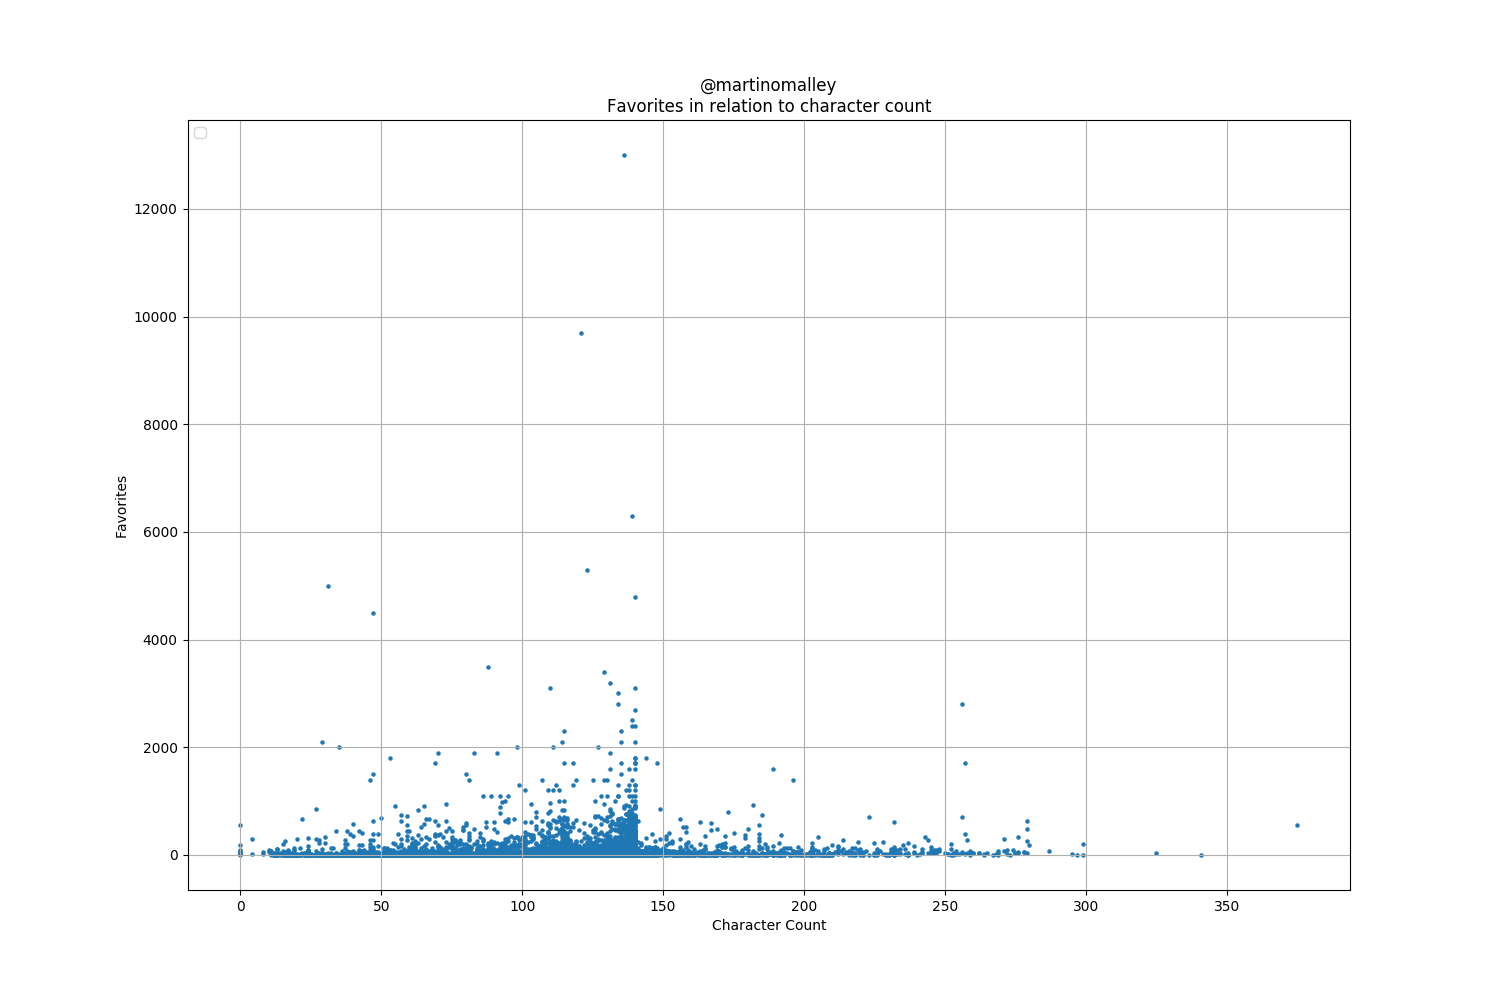 @martinomalley
Favorites in relation to character count
12000
10000
8000
6000
4000
2000
0
Favorites
0 50 100 150 200 250 300 350
Character Count